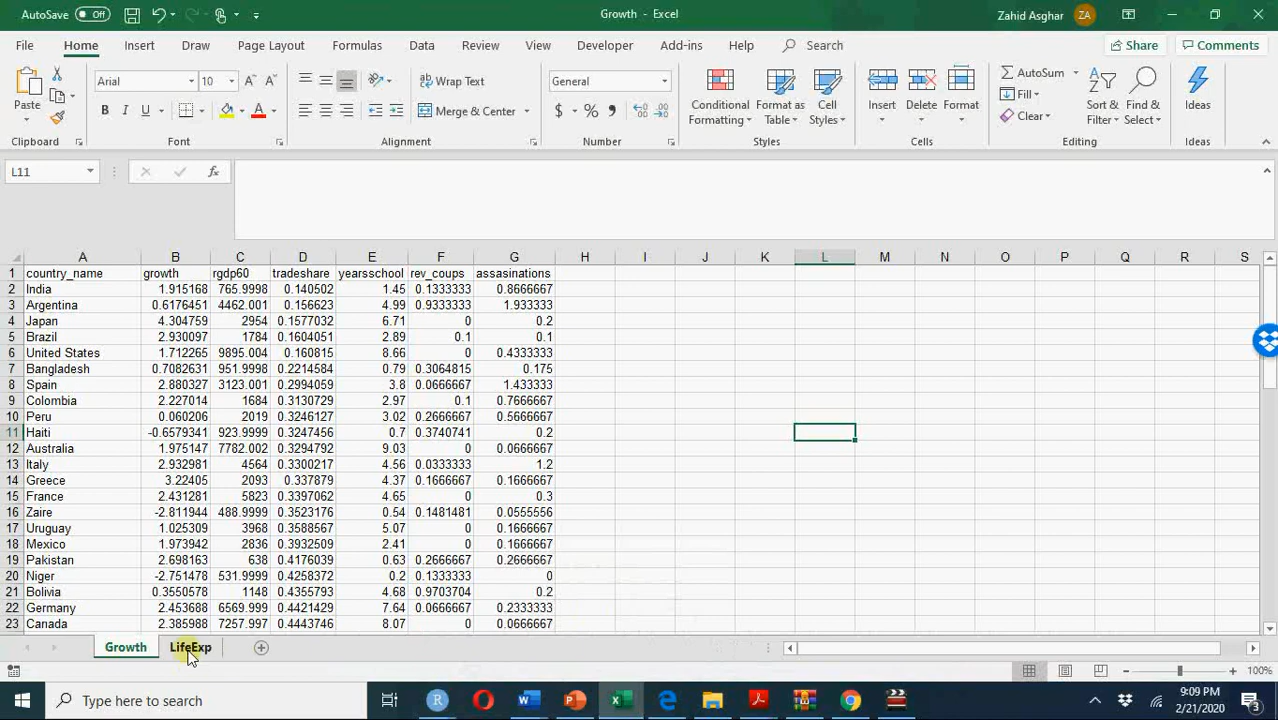 AutoSave Off Growth - Excel Zahid Asghar ZA
File Home Insert Draw Page Layout Formulas Data Review View Developer Add-ins Help Search Share Comments
Arial 10 Wrap Text General AutoSum
Paste Conditional Format as Cell Insert Delete Format Fill Sort & Find & Ideas
B I U A Merge & Center $ % Formatting Table Styles Clear Filter Select
Clipboard Font Alignment Number Styles Cells Editing Ideas
L11 fx
A B C D E F G H I J K L M N O P Q R S
1 country_name growth rgdp60 tradeshare yearsschool rev_coups assasinations
2 India 1.915168 765.9998 0.140502 1.45 0.1333333 0.8666667
3 Argentina 0.6176451 4462.001 0.156623 4.99 0.9333333 1.933333
4 Japan 4.304759 2954 0.1577032 6.71 0 0.2
5 Brazil 2.930097 1784 0.1604051 2.89 0.1 0.1
6 United States 1.712265 9895.004 0.160815 8.66 0 0.4333333
7 Bangladesh 0.7082631 951.9998 0.2214584 0.79 0.3064815 0.175
8 Spain 2.880327 3123.001 0.2994059 3.8 0.0666667 1.433333
9 Colombia 2.227014 1684 0.3130729 2.97 0.1 0.7666667
10 Peru 0.060206 2019 0.3246127 3.02 0.2666667 0.5666667
11 Haiti -0.6579341 923.9999 0.3247456 0.7 0.3740741 0.2
12 Australia 1.975147 7782.002 0.3294792 9.03 0 0.0666667
13 Italy 2.932981 4564 0.3300217 4.56 0.0333333 1.2
14 Greece 3.22405 2093 0.337879 4.37 0.1666667 0.1666667
15 France 2.431281 5823 0.3397062 4.65 0 0.3
16 Zaire -2.811944 488.9999 0.3523176 0.54 0.1481481 0.0555556
17 Uruguay 1.025309 3968 0.3588567 5.07 0 0.1666667
18 Mexico 1.973942 2836 0.3932509 2.41 0 0.1666667
19 Pakistan 2.698163 638 0.4176039 0.63 0.2666667 0.2666667
20 Niger -2.751478 531.9999 0.4258372 0.2 0.1333333 0
21 Bolivia 0.3550578 1148 0.4355793 4.68 0.9703704 0.2
22 Germany 2.453688 6569.999 0.4421429 7.64 0.0666667 0.2333333
23 Canada 2.385988 7257.997 0.4443746 8.07 0 0.0666667
Growth LifeExp
100%
Type here to search 9:09 PM
2/21/2020 3